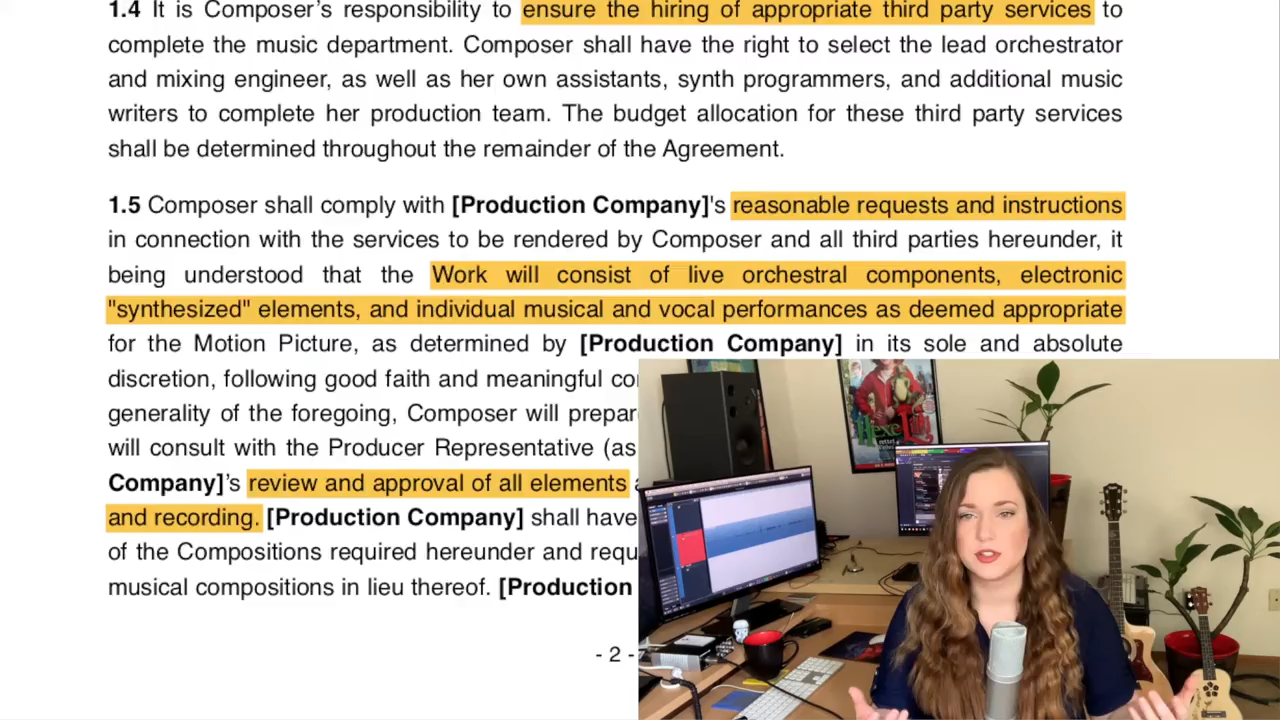 1.4 It is Composer’s responsibility to ensure the hiring of appropriate third party services to
complete the music department. Composer shall have the right to select the lead orchestrator
and mixing engineer, as well as her own assistants, synth programmers, and additional music
writers to complete her production team. The budget allocation for these third party services
shall be determined throughout the remainder of the Agreement.
1.5 Composer shall comply with [Production Company]'s reasonable requests and instructions
in connection with the services to be rendered by Composer and all third parties hereunder, it
being understood that the Work will consist of live orchestral components, electronic
"synthesized" elements, and individual musical and vocal performances as deemed appropriate
for the Motion Picture, as determined by [Production Company] in its sole and absolute
discretion, following good faith and meaningful
generality of the foregoing, Composer will
will consult with the Producer Representative (as
Company]’s review and approval of all elements
and recording. [Production Company] shall have
of the Compositions required hereunder and
musical compositions in lieu thereof. [Production
- 2 -
Hexe Lilli